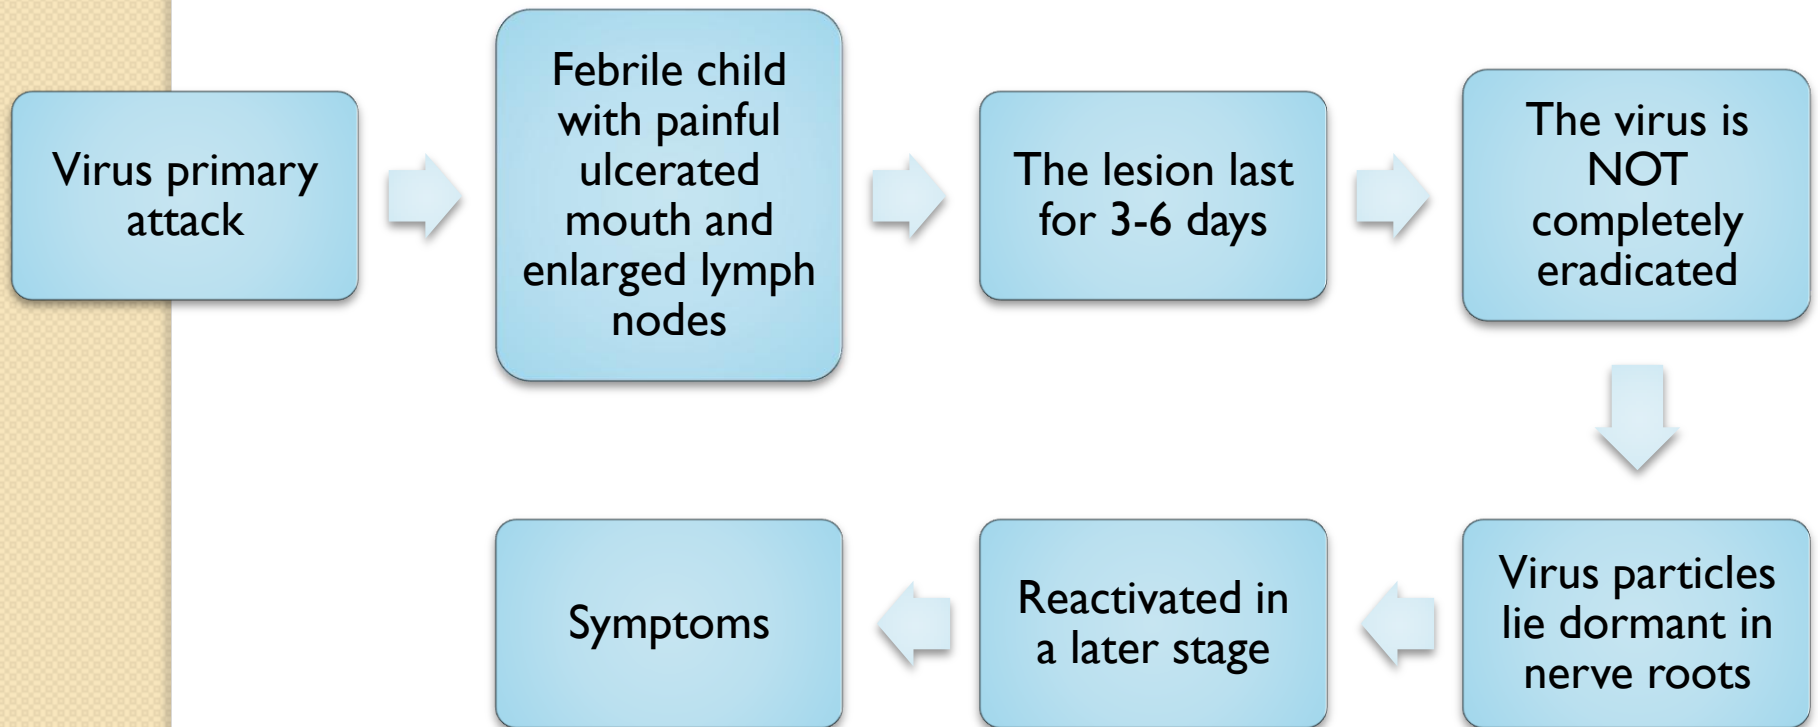 Virus primary
attack
Febrile child
with painful
ulcerated
mouth and
enlarged lymph
nodes
The lesion last
for 3-6 days
The virus is
NOT
completely
eradicated
Virus particles
lie dormant in
nerve roots
Reactivated in
a later stage
Symptoms